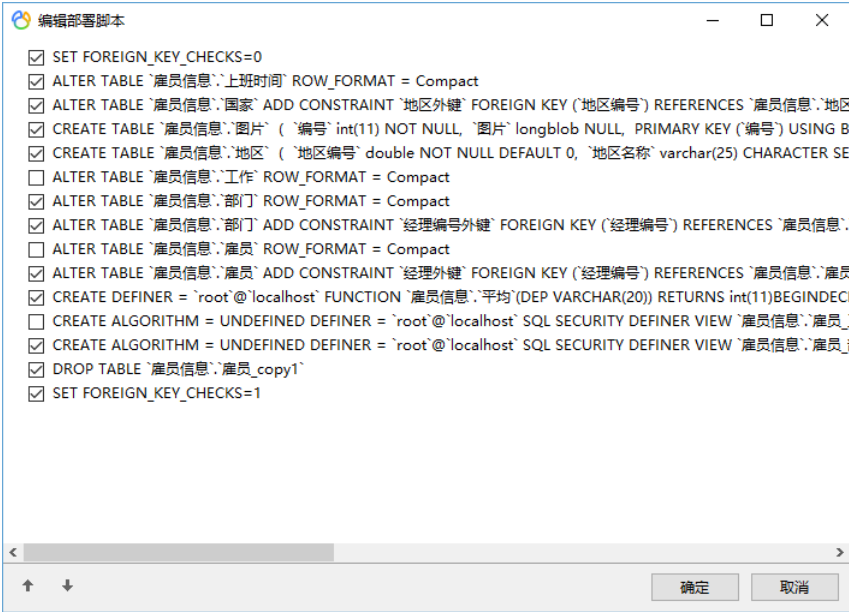 编辑部署脚本
SET FOREIGN_KEY_CHECKS=0
ALTER TABLE `雇员信息`.`上班时间` ROW_FORMAT = Compact
ALTER TABLE `雇员信息`.`国家` ADD CONSTRAINT `地区外键` FOREIGN KEY (`地区编号`) REFERENCES `雇员信息`.`地区
CREATE TABLE `雇员信息`.`图片` ( `编号` int(11) NOT NULL, `图片` longblob NULL, PRIMARY KEY (`编号`) USING B
CREATE TABLE `雇员信息`.`地区` ( `地区编号` double NOT NULL DEFAULT 0, `地区名称` varchar(25) CHARACTER SE
ALTER TABLE `雇员信息`.`工作` ROW_FORMAT = Compact
ALTER TABLE `雇员信息`.`部门` ROW_FORMAT = Compact
ALTER TABLE `雇员信息`.`部门` ADD CONSTRAINT `经理编号外键` FOREIGN KEY (`经理编号`) REFERENCES `雇员信息`.
ALTER TABLE `雇员信息`.`雇员` ROW_FORMAT = Compact
ALTER TABLE `雇员信息`.`雇员` ADD CONSTRAINT `经理外键` FOREIGN KEY (`经理编号`) REFERENCES `雇员信息`.`雇员
CREATE DEFINER = `root`@`localhost` FUNCTION `雇员信息`.`平均`(DEP VARCHAR(20)) RETURNS int(11)BEGINDECI
CREATE ALGORITHM = UNDEFINED DEFINER = `root`@`localhost` SQL SECURITY DEFINER VIEW `雇员信息`.`雇员_
CREATE ALGORITHM = UNDEFINED DEFINER = `root`@`localhost` SQL SECURITY DEFINER VIEW `雇员信息`.`雇员_
DROP TABLE `雇员信息`.`雇员_copy1`
SET FOREIGN_KEY_CHECKS=1
确定
取消